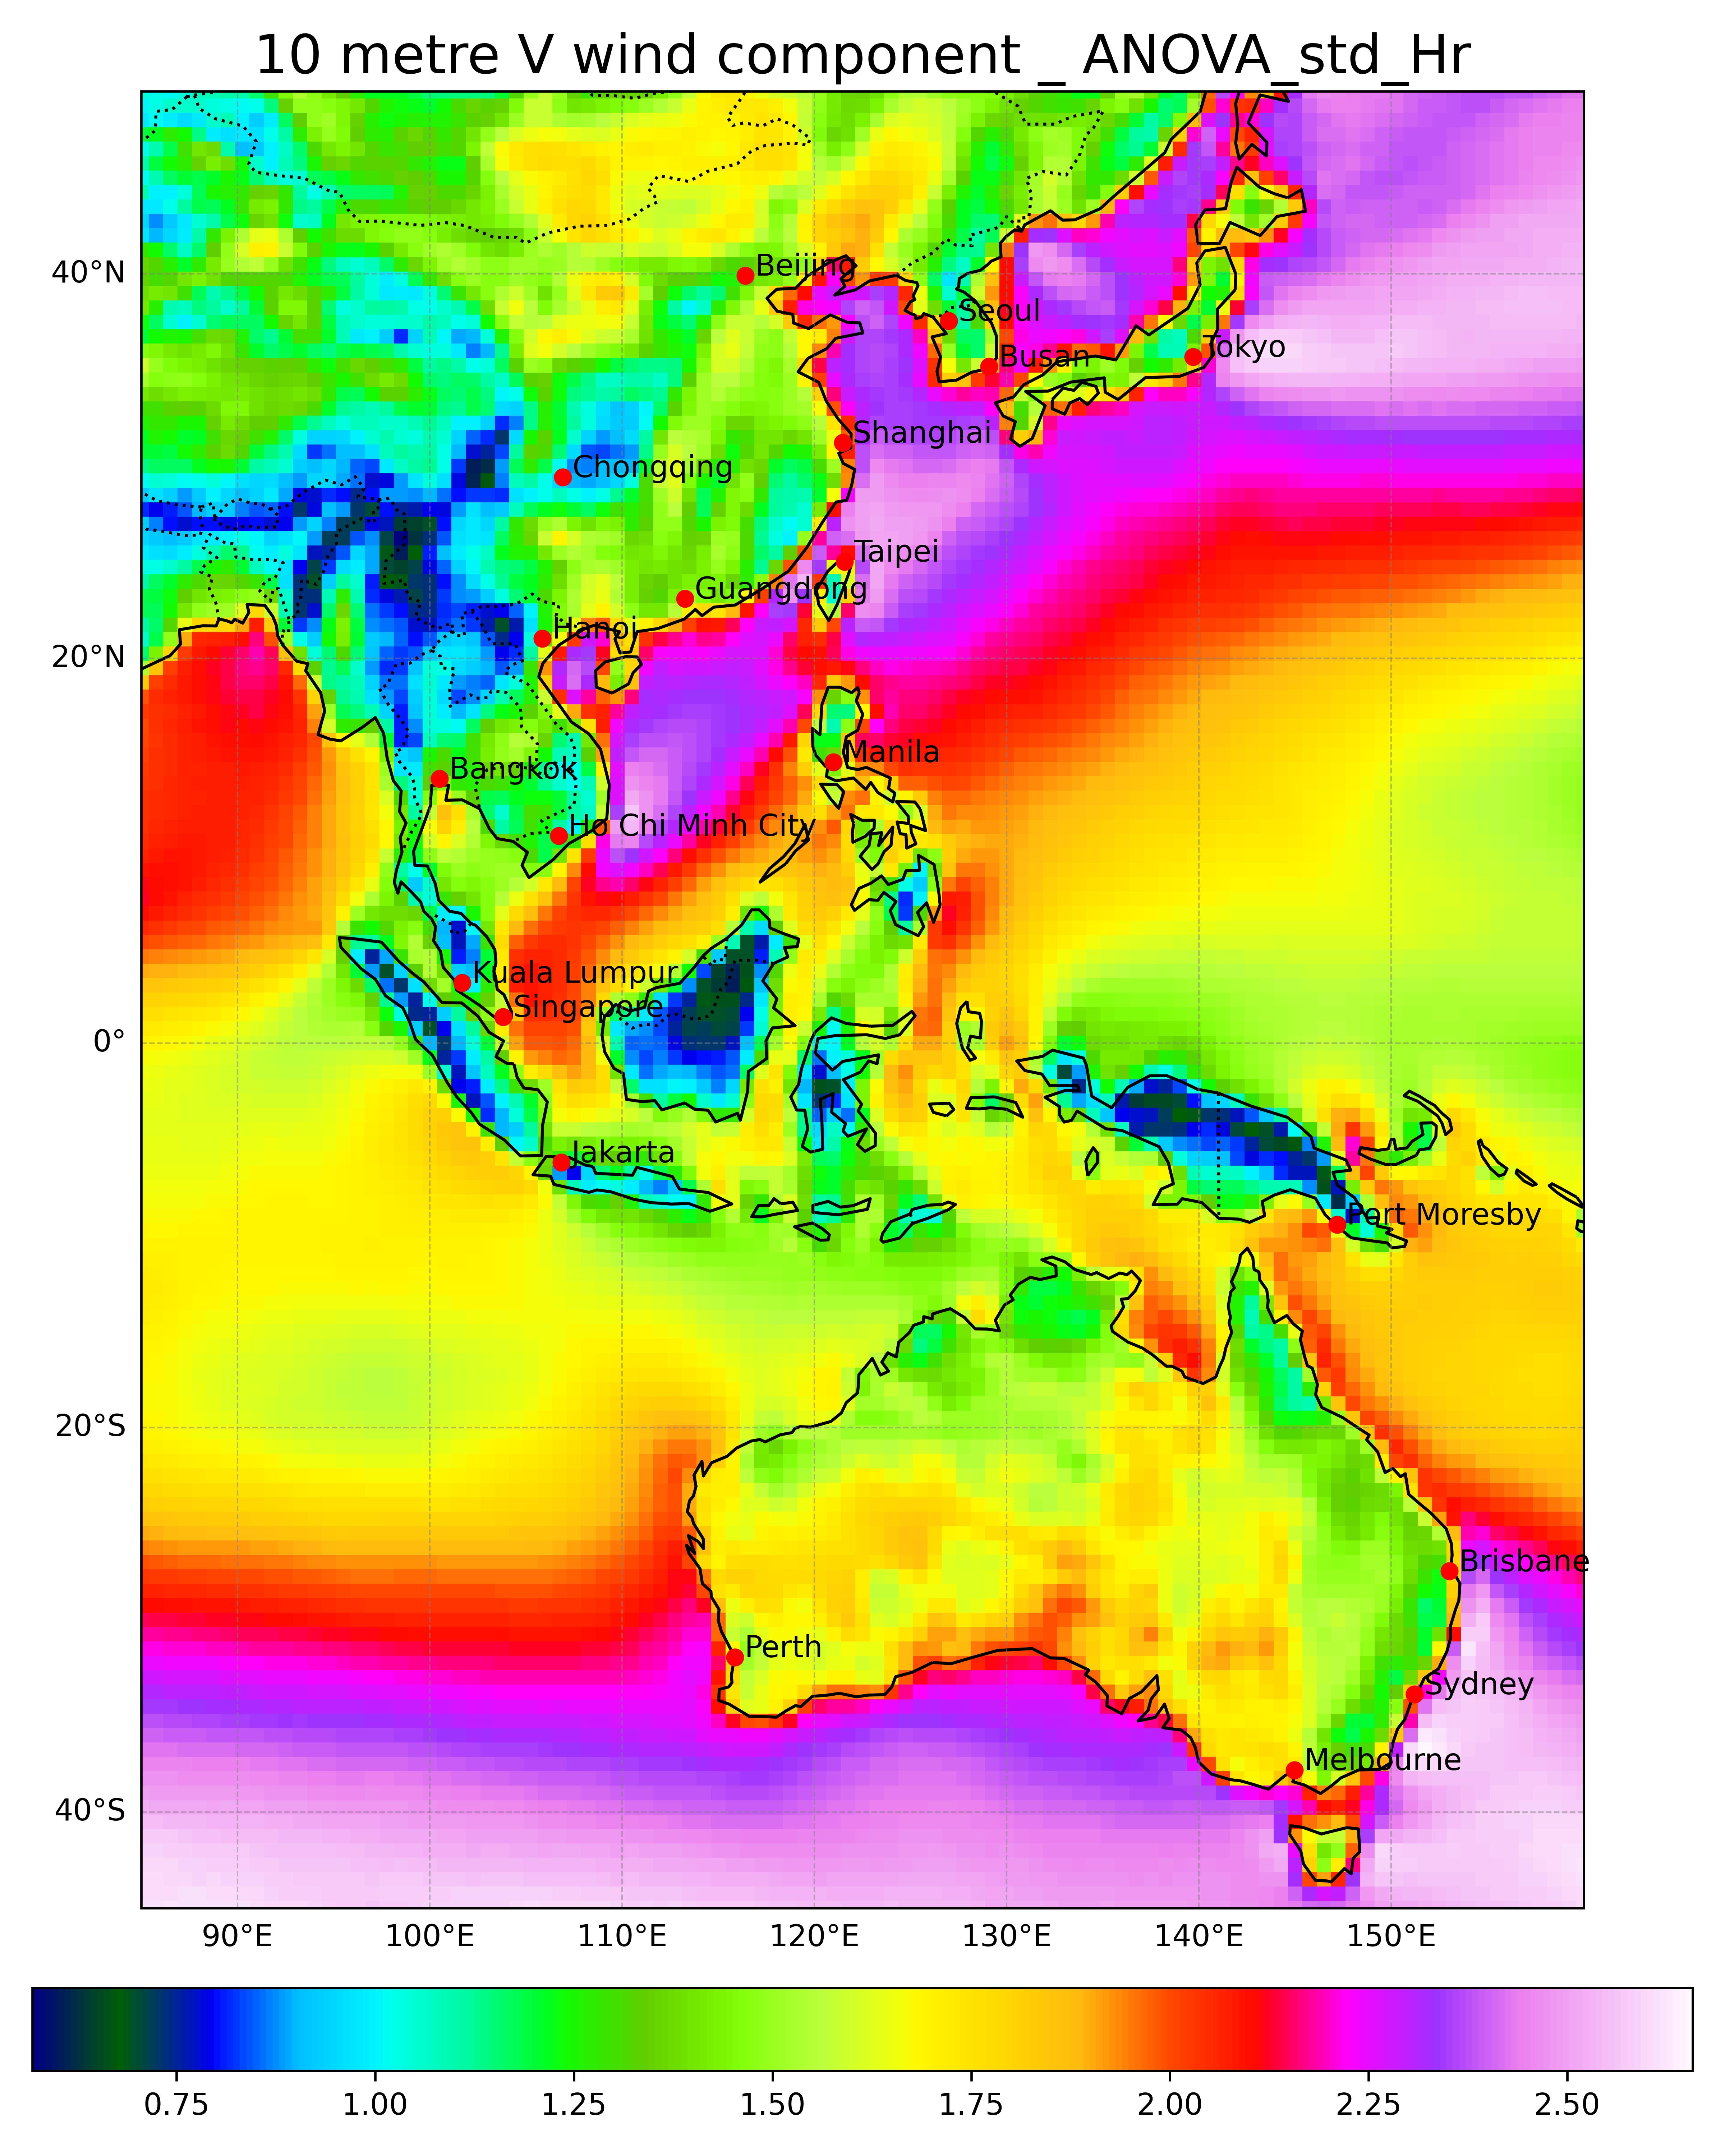 10 metre V wind component _ ANOVA_std_Hr
40°N
20°N
0°
20°S
40°S
Beijing
Seoul
Busan
Tokyo
Shanghai
Chongqing
Taipei
Guangdong
Hanoi
Manila
Bangkok
Ho Chi Minh City
Kuala Lumpur
Singapore
Jakarta
Port Moresby
Brisbane
Perth
Sydney
Melbourne
90°E 100°E 110°E 120°E 130°E 140°E 150°E
0.75 1.00 1.25 1.50 1.75 2.00 2.25 2.50